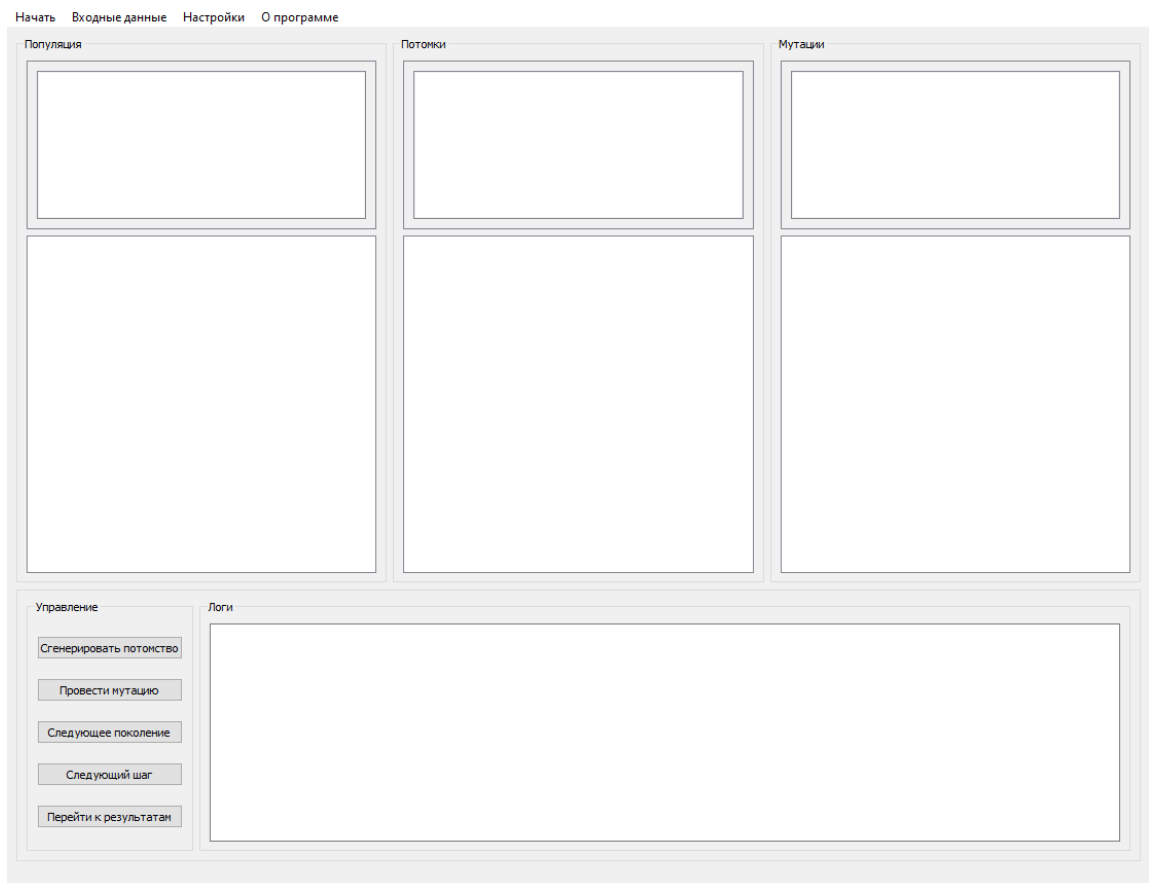 Начать Входные данные Настройки О программе
Популяция Потомки Мутации
Управление Логи
Сгенерировать потомство
Провести мутацию
Следующее поколение
Следующий шаг
Перейти к результатам